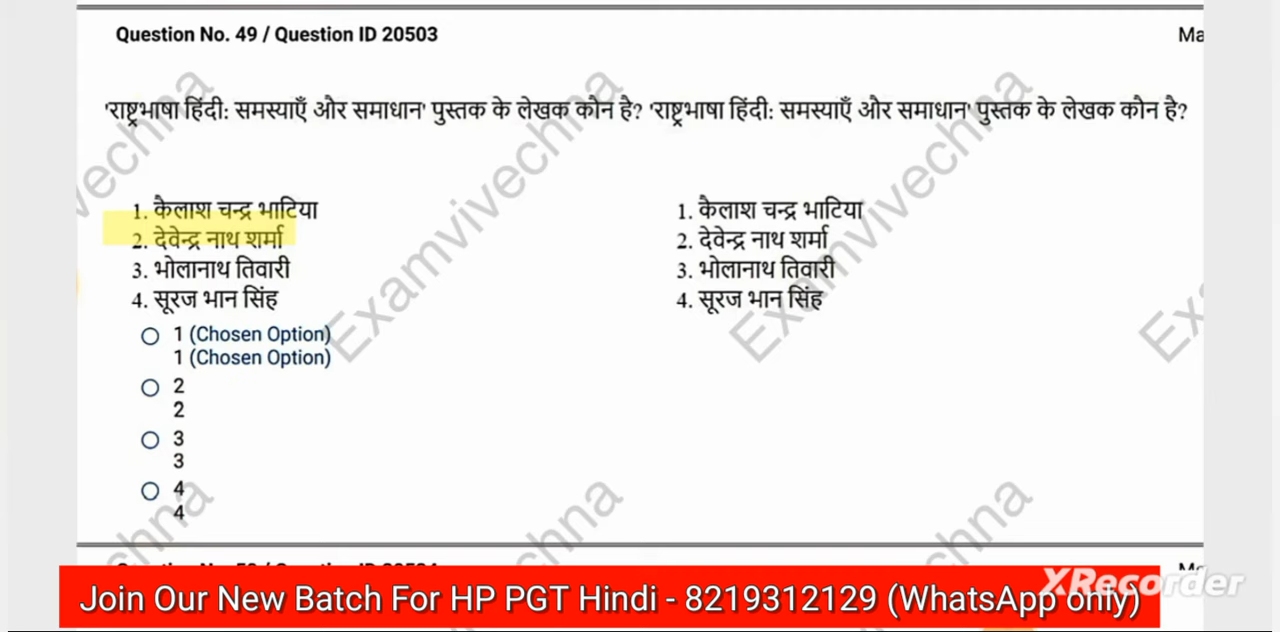 Question No. 49 / Question ID 20503
Ma
'राष्ट्रभाषा हिंदी: समस्याएँ और समाधान' पुस्तक के लेखक कौन है? 'राष्ट्रभाषा हिंदी: समस्याएँ और समाधान' पुस्तक के लेखक कौन है?
1. कैलाश चन्द्र भाटिया
2. देवेन्द्र नाथ शर्मा
3. भोलानाथ तिवारी
4. सूरज भान सिंह
1. कैलाश चन्द्र भाटिया
2. देवेन्द्र नाथ शर्मा
3. भोलानाथ तिवारी
4. सूरज भान सिंह
1 (Chosen Option)
1 (Chosen Option)
2
2
3
3
4
4
Examvivechna
Examvivechna
Join Our New Batch For HP PGT Hindi - 8219312129 (WhatsApp only)
XRecorder